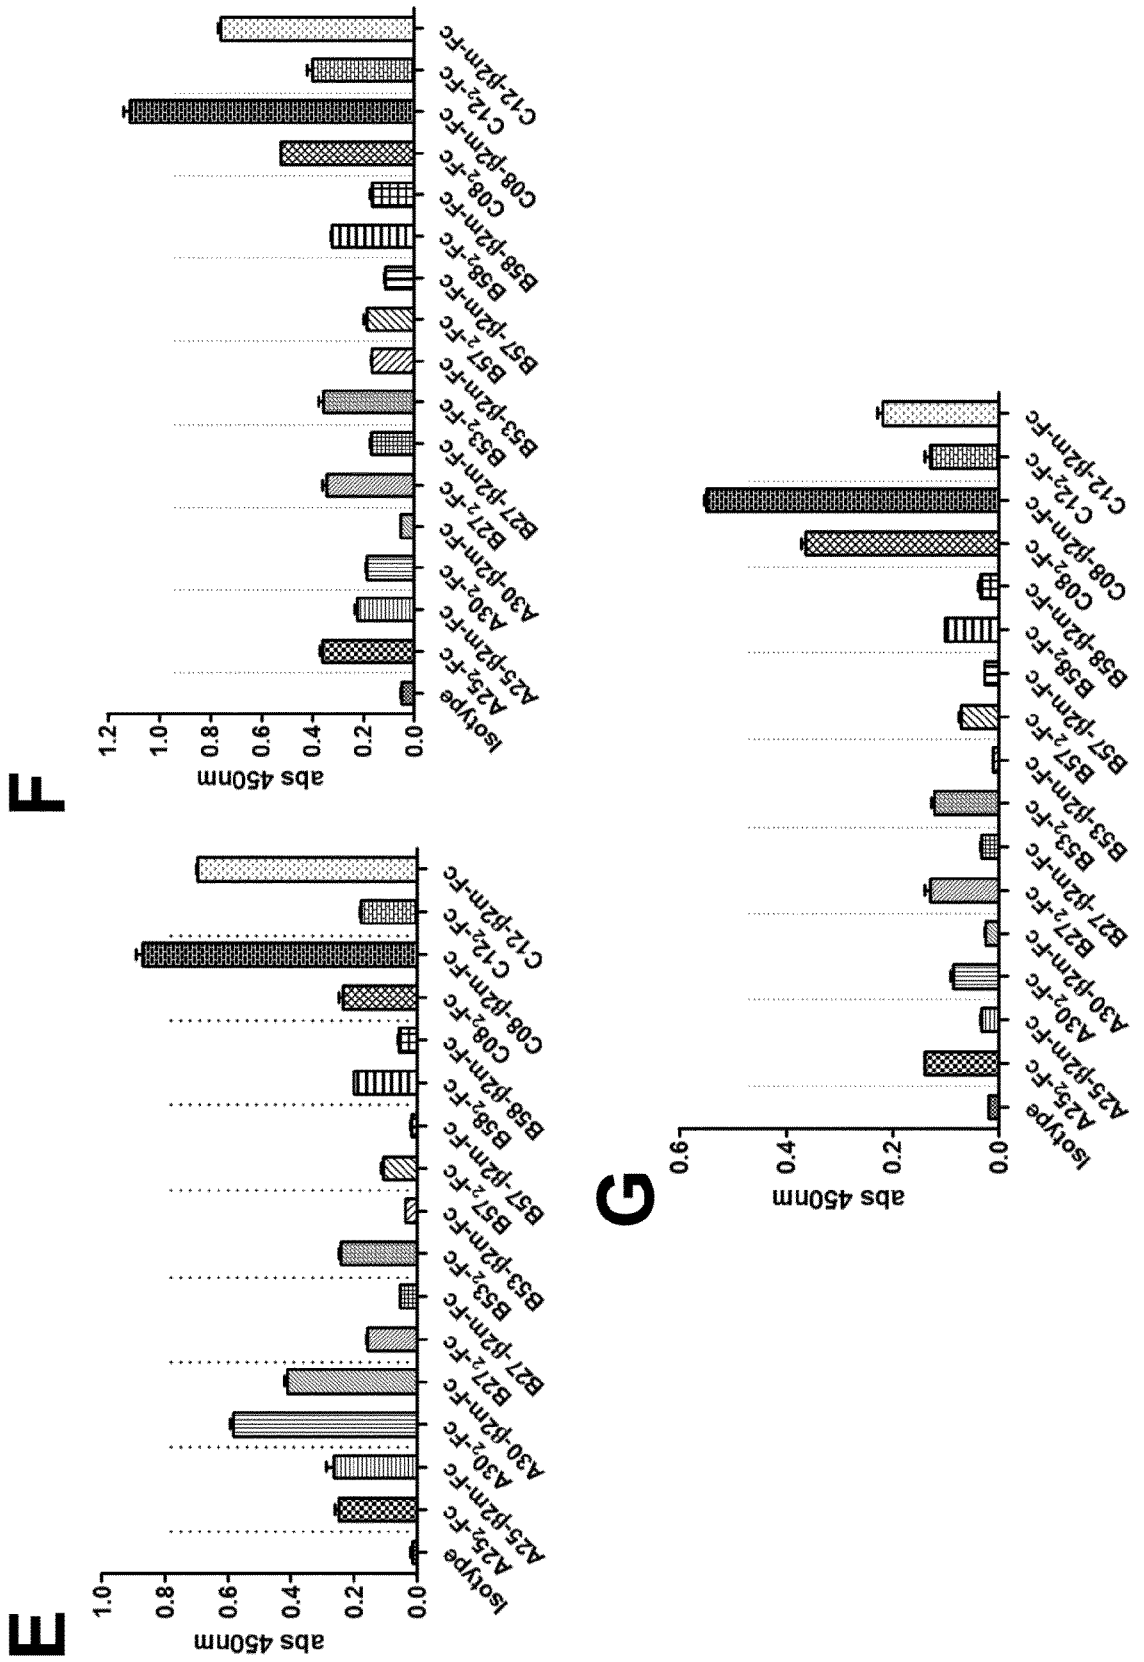 E
abs 450nm
1.0
0.8
0.6
0.4
0.2
0.0
Isotype
A25₂-Fc
A25-β2m-Fc
A30₂-Fc
A30-β2m-Fc
B27₂-Fc
B27-β2m-Fc
B53₂-Fc
B53-β2m-Fc
B57₂-Fc
B57-β2m-Fc
B58₂-Fc
B58-β2m-Fc
C08₂-Fc
C08-β2m-Fc
C12₂-Fc
C12-β2m-Fc
F
abs 450nm
1.2
1.0
0.8
0.6
0.4
0.2
0.0
Isotype
A25₂-Fc
A25-β2m-Fc
A30₂-Fc
A30-β2m-Fc
B27₂-Fc
B27-β2m-Fc
B53₂-Fc
B53-β2m-Fc
B57₂-Fc
B57-β2m-Fc
B58₂-Fc
B58-β2m-Fc
C08₂-Fc
C08-β2m-Fc
C12₂-Fc
C12-β2m-Fc
G
abs 450nm
0.6
0.4
0.2
0.0
Isotype
A25₂-Fc
A25-β2m-Fc
A30₂-Fc
A30-β2m-Fc
B27₂-Fc
B27-β2m-Fc
B53₂-Fc
B53-β2m-Fc
B57₂-Fc
B57-β2m-Fc
B58₂-Fc
B58-β2m-Fc
C08₂-Fc
C08-β2m-Fc
C12₂-Fc
C12-β2m-Fc